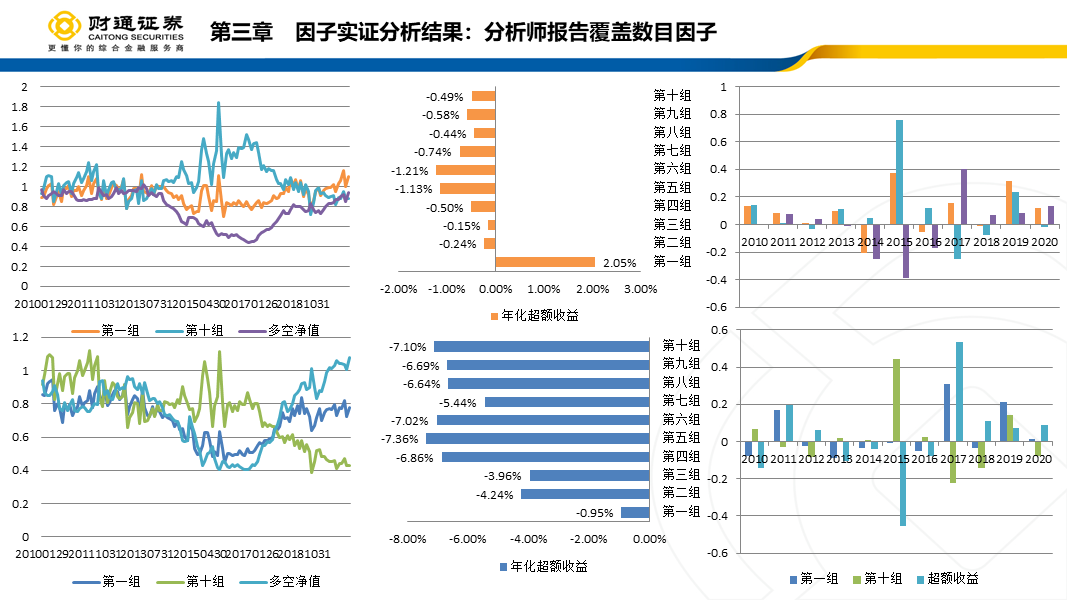 财通证券
CAITONG SECURITIES
更懂你的综合金融服务商
第三章 因子实证分析结果：分析师报告覆盖数目因子
2
1.8
1.6
1.4
1.2
1
0.8
0.6
0.4
0.2
0
20100129 20111031 20130731 20150430 20170126 20181031
第一组 第十组 多空净值
-0.49% 第十组
-0.58% 第九组
-0.44% 第八组
-0.74% 第七组
-1.21% 第六组
-1.13% 第五组
-0.50% 第四组
-0.15% 第三组
-0.24% 第二组
2.05% 第一组
-2.00% -1.00% 0.00% 1.00% 2.00% 3.00%
年化超额收益
1
0.8
0.6
0.4
0.2
0
-0.2
-0.4
-0.6
2010 2011 2012 2013 2014 2015 2016 2017 2018 2019 2020
1.2
1
0.8
0.6
0.4
0.2
0
20100129 20111031 20130731 20150430 20170126 20181031
第一组 第十组 多空净值
-7.10% 第十组
-6.69% 第九组
-6.64% 第八组
-5.44% 第七组
-7.02% 第六组
-7.36% 第五组
-6.86% 第四组
-3.96% 第三组
-4.24% 第二组
-0.95% 第一组
-8.00% -6.00% -4.00% -2.00% 0.00%
年化超额收益
0.6
0.4
0.2
0
-0.2
-0.4
-0.6
2010 2011 2012 2013 2014 2015 2016 2017 2018 2019 2020
第一组 第十组 超额收益